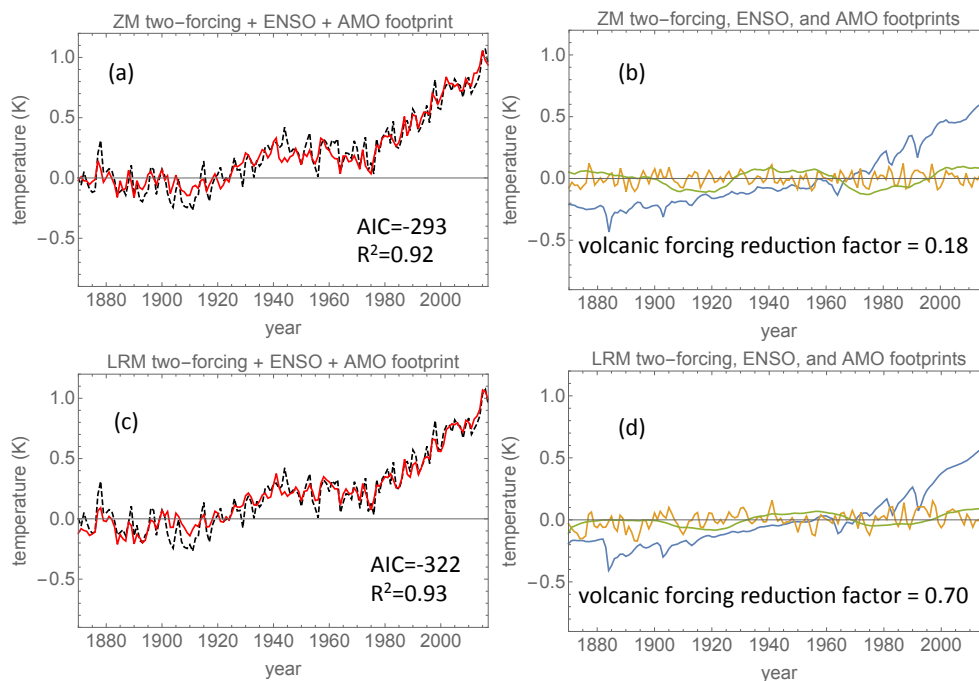 ZM two−forcing + ENSO + AMO footprint
(a)
temperature (K)
1.0
0.5
0.0
−0.5
AIC=-293
R²=0.92
1880 1900 1920 1940 1960 1980 2000
year
ZM two−forcing, ENSO, and AMO footprints
(b)
temperature (K)
1.0
0.5
0.0
−0.5
volcanic forcing reduction factor = 0.18
1880 1900 1920 1940 1960 1980 2000
year
LRM two−forcing + ENSO + AMO footprint
(c)
temperature (K)
1.0
0.5
0.0
−0.5
AIC=-322
R²=0.93
1880 1900 1920 1940 1960 1980 2000
year
LRM two−forcing, ENSO, and AMO footprints
(d)
temperature (K)
1.0
0.5
0.0
−0.5
volcanic forcing reduction factor = 0.70
1880 1900 1920 1940 1960 1980 2000
year